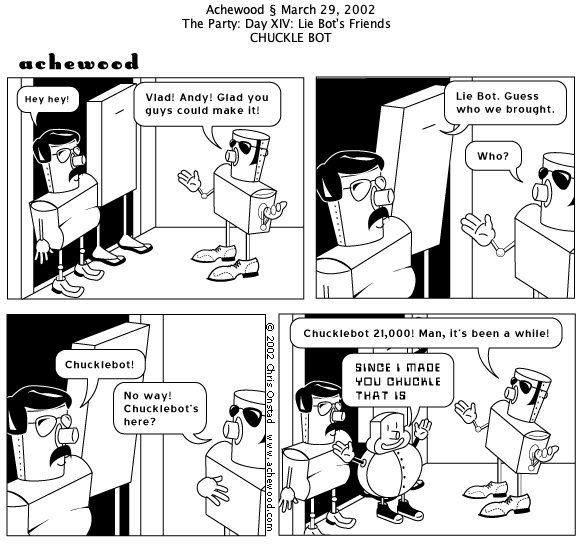 Achewood § March 29, 2002
The Party: Day XIV: Lie Bot's Friends
CHUCKLE BOT
achewood
Hey hey!
Vlad! Andy! Glad you
guys could make it!
Lie Bot. Guess
who we brought.
Who?
Chucklebot!
No way!
Chucklebot's
here?
© 2002 Chris Onstad www.achewood.com
Chucklebot 21,000! Man, it's been a while!
SINCE I MADE
YOU CHUCKLE
THAT IS